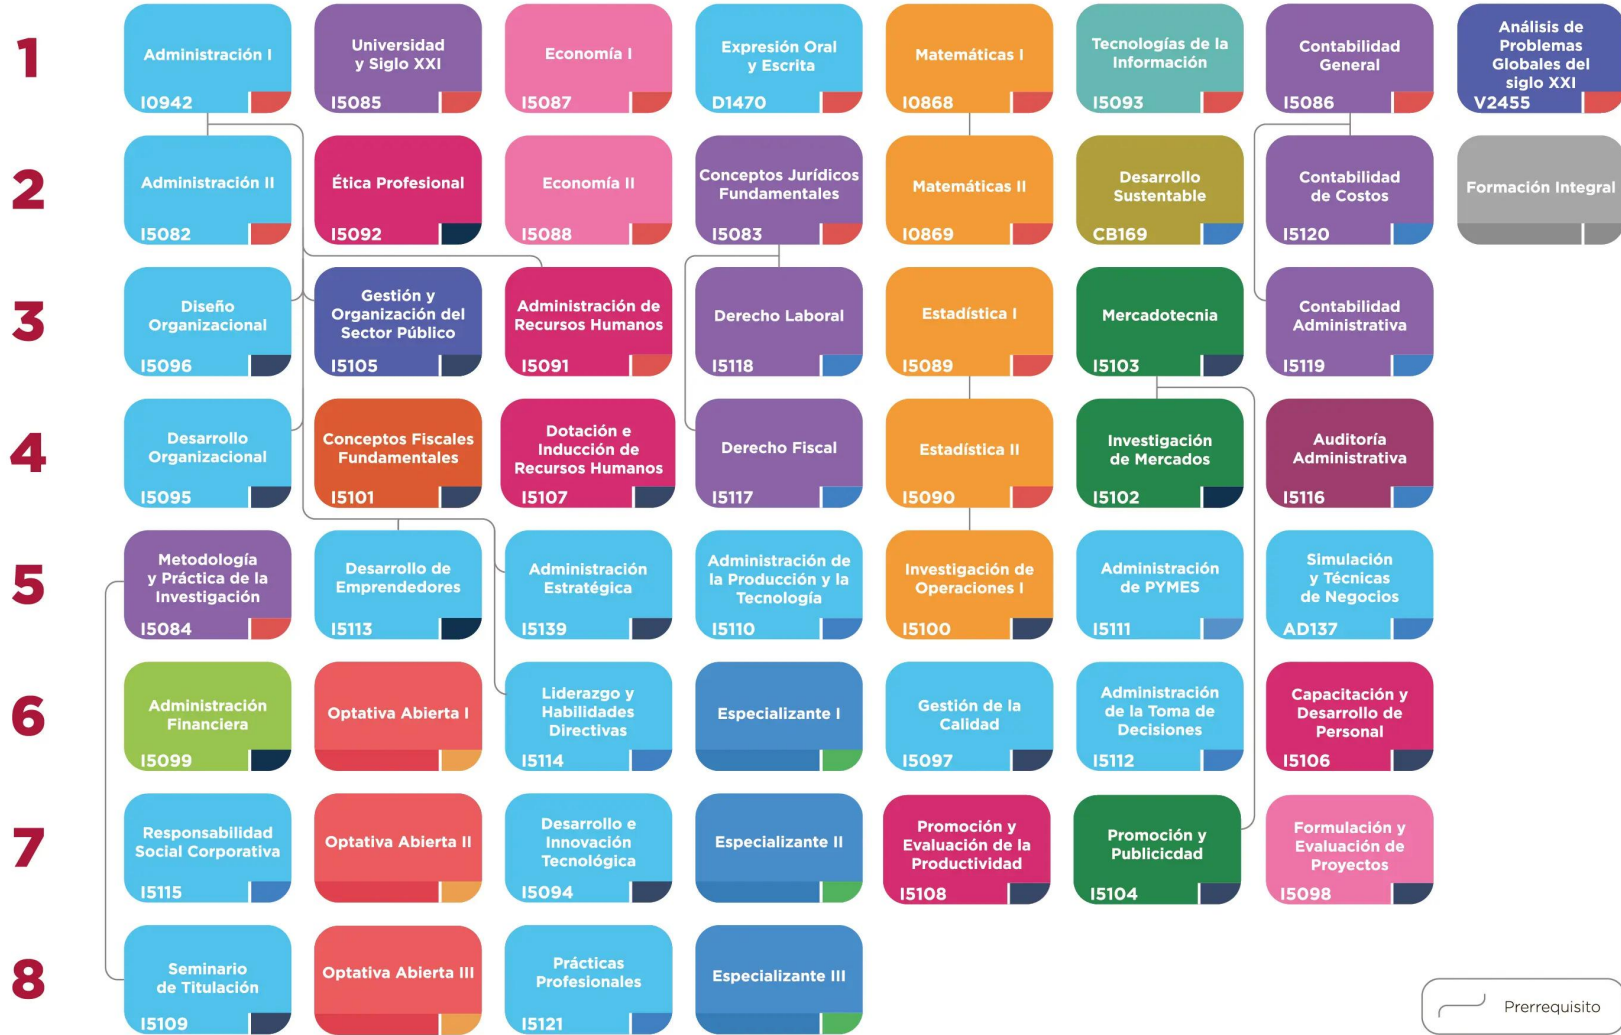 1
Administración I
I0942
Universidad
y Siglo XXI
I5085
Economía I
I5087
Expresión Oral
y Escrita
D1470
Matemáticas I
I0868
Tecnologías de la
Información
I5093
Contabilidad
General
I5086
Análisis de
Problemas
Globales del
siglo XXI
V2455
2
Administración II
I5082
Ética Profesional
I5092
Economía II
I5088
Conceptos Jurídicos
Fundamentales
I5083
Matemáticas II
I0869
Desarrollo
Sustentable
CB169
Contabilidad
de Costos
I5120
Formación Integral
3
Diseño
Organizacional
I5096
Gestión y
Organización del
Sector Público
I5105
Administración de
Recursos Humanos
I5091
Derecho Laboral
I5118
Estadística I
I5089
Mercadotecnia
I5103
Contabilidad
Administrativa
I5119
4
Desarrollo
Organizacional
I5095
Conceptos Fiscales
Fundamentales
I5101
Dotación e
Inducción de
Recursos Humanos
I5107
Derecho Fiscal
I5117
Estadística II
I5090
Investigación
de Mercados
I5102
Auditoría
Administrativa
I5116
5
Metodología
y Práctica de la
Investigación
I5084
Desarrollo de
Emprendedores
I5113
Administración
Estratégica
I5139
Administración de
la Producción y la
Tecnología
I5110
Investigación de
Operaciones I
I5100
Administración
de PYMES
I5111
Simulación
y Técnicas
de Negocios
AD137
6
Administración
Financiera
I5099
Optativa Abierta I
Liderazgo y
Habilidades
Directivas
I5114
Especializante I
Gestión de la
Calidad
I5097
Administración
de la Toma de
Decisiones
I5112
Capacitación y
Desarrollo de
Personal
I5106
7
Responsabilidad
Social Corporativa
I5115
Optativa Abierta II
Desarrollo e
Innovación
Tecnológica
I5094
Especializante II
Promoción y
Evaluación de la
Productividad
I5108
Promoción y
Publicicdad
I5104
Formulación y
Evaluación de
Proyectos
I5098
8
Seminario
de Titulación
I5109
Optativa Abierta III
Prácticas
Profesionales
I5121
Especializante III
Prerrequisito